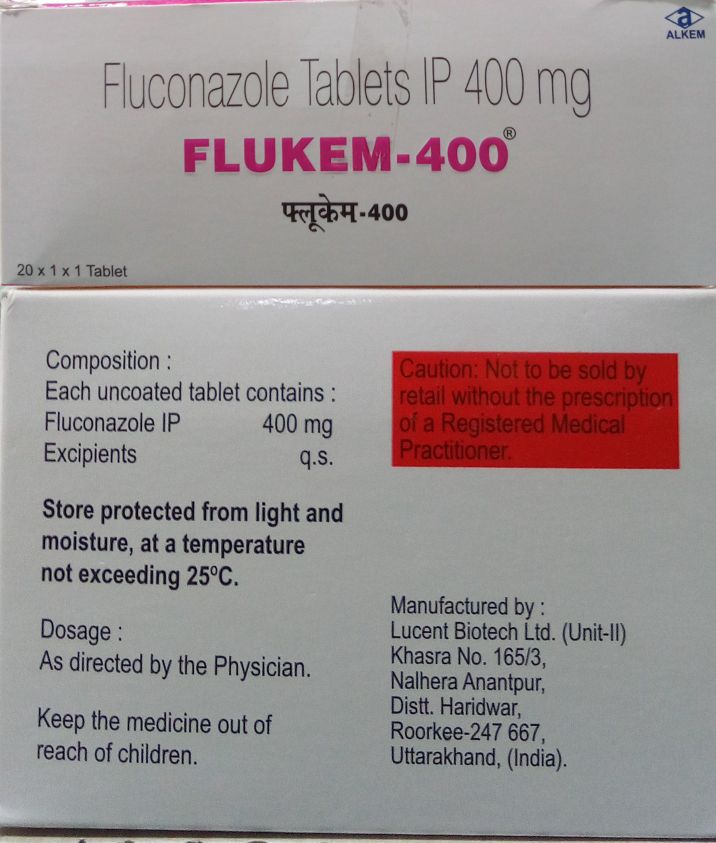 ALKEM
Fluconazole Tablets IP 400 mg
FLUKEM-400®
फ्लूकेम-400
20 x 1 x 1 Tablet
Composition :
Each uncoated tablet contains :
Fluconazole IP 400 mg
Excipients q.s.
Store protected from light and
moisture, at a temperature
not exceeding 25ºC.
Dosage :
As directed by the Physician.
Keep the medicine out of
reach of children.
Caution: Not to be sold by
retail without the prescription
of a Registered Medical
Practitioner.
Manufactured by :
Lucent Biotech Ltd. (Unit-II)
Khasra No. 165/3,
Nalhera Anantpur,
Distt. Haridwar,
Roorkee-247 667,
Uttarakhand, (India).